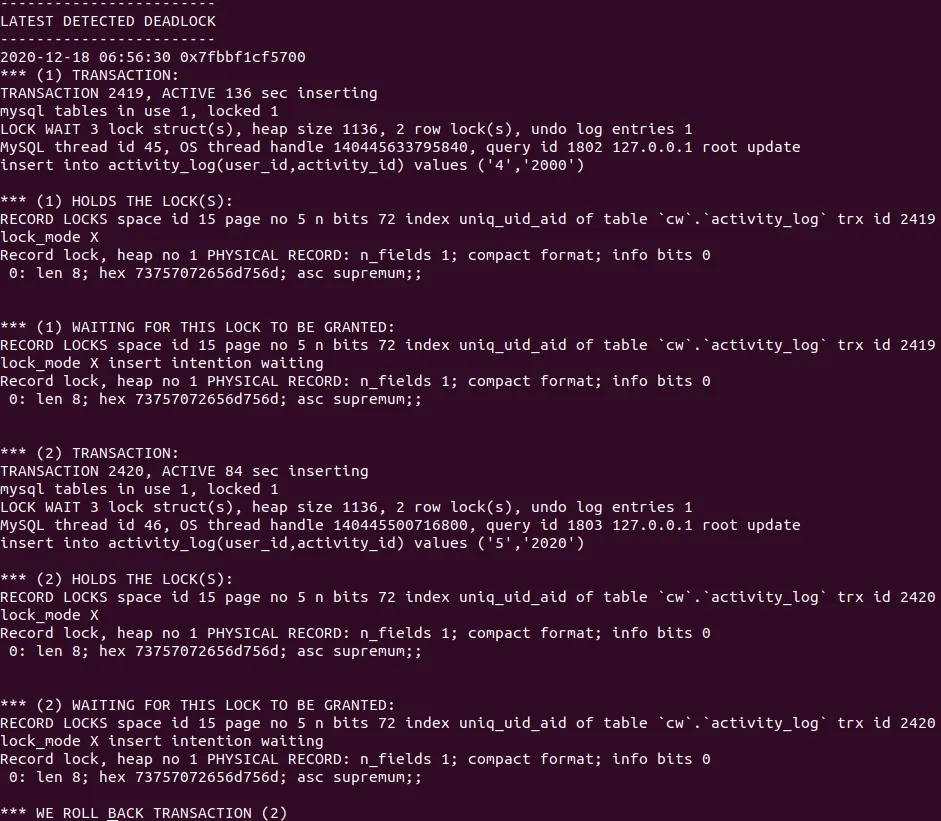 ------------------------
LATEST DETECTED DEADLOCK
------------------------
2020-12-18 06:56:30 0x7fbbf1cf5700
*** (1) TRANSACTION:
TRANSACTION 2419, ACTIVE 136 sec inserting
mysql tables in use 1, locked 1
LOCK WAIT 3 lock struct(s), heap size 1136, 2 row lock(s), undo log entries 1
MySQL thread id 45, OS thread handle 140445633795840, query id 1802 127.0.0.1 root update
insert into activity_log(user_id,activity_id) values ('4','2000')

*** (1) HOLDS THE LOCK(S):
RECORD LOCKS space id 15 page no 5 n bits 72 index uniq_uid_aid of table `cw`.`activity_log` trx id 2419
lock_mode X
Record lock, heap no 1 PHYSICAL RECORD: n_fields 1; compact format; info bits 0
 0: len 8; hex 73757072656d756d; asc supremum;;


*** (1) WAITING FOR THIS LOCK TO BE GRANTED:
RECORD LOCKS space id 15 page no 5 n bits 72 index uniq_uid_aid of table `cw`.`activity_log` trx id 2419
lock_mode X insert intention waiting
Record lock, heap no 1 PHYSICAL RECORD: n_fields 1; compact format; info bits 0
 0: len 8; hex 73757072656d756d; asc supremum;;


*** (2) TRANSACTION:
TRANSACTION 2420, ACTIVE 84 sec inserting
mysql tables in use 1, locked 1
LOCK WAIT 3 lock struct(s), heap size 1136, 2 row lock(s), undo log entries 1
MySQL thread id 46, OS thread handle 140445500716800, query id 1803 127.0.0.1 root update
insert into activity_log(user_id,activity_id) values ('5','2020')

*** (2) HOLDS THE LOCK(S):
RECORD LOCKS space id 15 page no 5 n bits 72 index uniq_uid_aid of table `cw`.`activity_log` trx id 2420
lock_mode X
Record lock, heap no 1 PHYSICAL RECORD: n_fields 1; compact format; info bits 0
 0: len 8; hex 73757072656d756d; asc supremum;;


*** (2) WAITING FOR THIS LOCK TO BE GRANTED:
RECORD LOCKS space id 15 page no 5 n bits 72 index uniq_uid_aid of table `cw`.`activity_log` trx id 2420
lock_mode X insert intention waiting
Record lock, heap no 1 PHYSICAL RECORD: n_fields 1; compact format; info bits 0
 0: len 8; hex 73757072656d756d; asc supremum;;

*** WE ROLL BACK TRANSACTION (2)